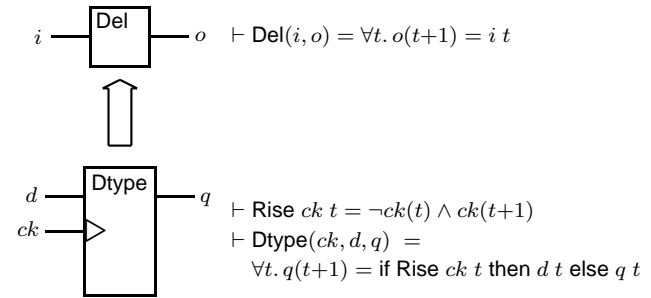 Del
i o ⊢ Del(i, o) = ∀t. o(t+1) = i t
Dtype
d q
ck
⊢ Rise ck t = ¬ck(t) ∧ ck(t+1)
⊢ Dtype(ck, d, q) =
∀t. q(t+1) = if Rise ck t then d t else q t